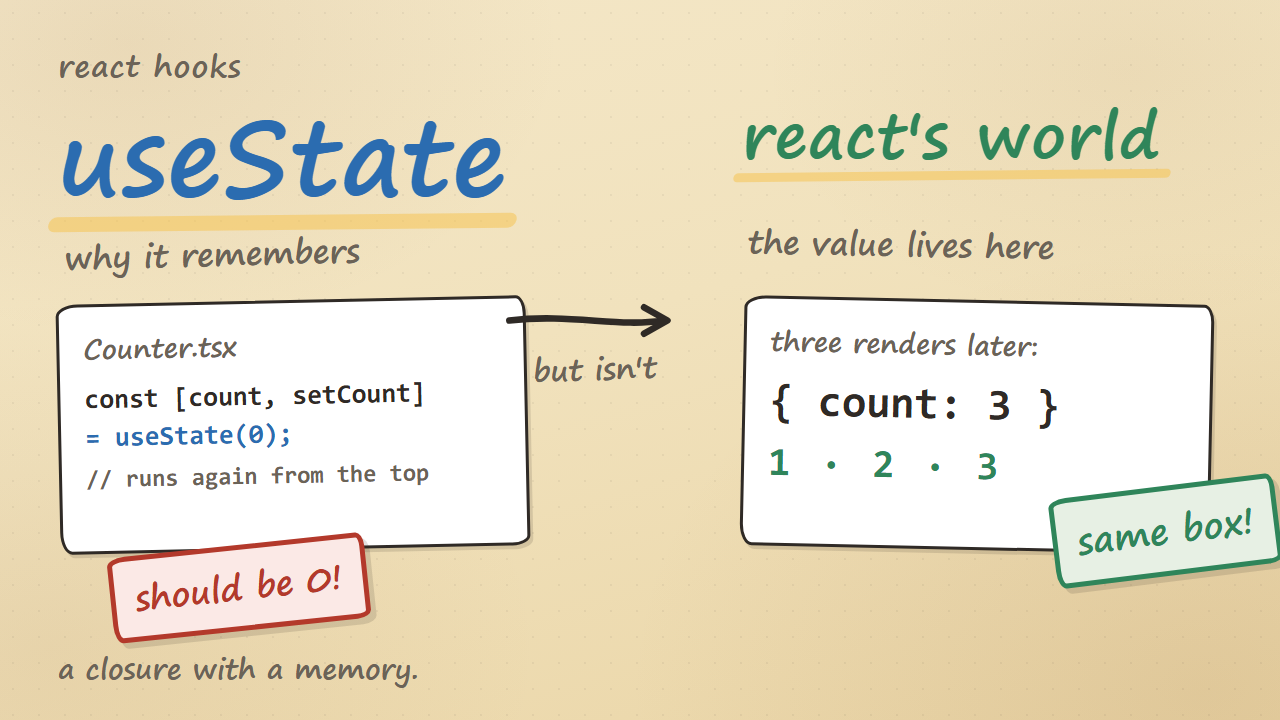 react hooks
useState
why it remembers
Counter.tsx
const [count, setCount]
= useState(0);
// runs again from the top
should be 0!
a closure with a memory.
but isn't
react's world
the value lives here
three renders later:
{ count: 3 }
1 · 2 · 3
same box!